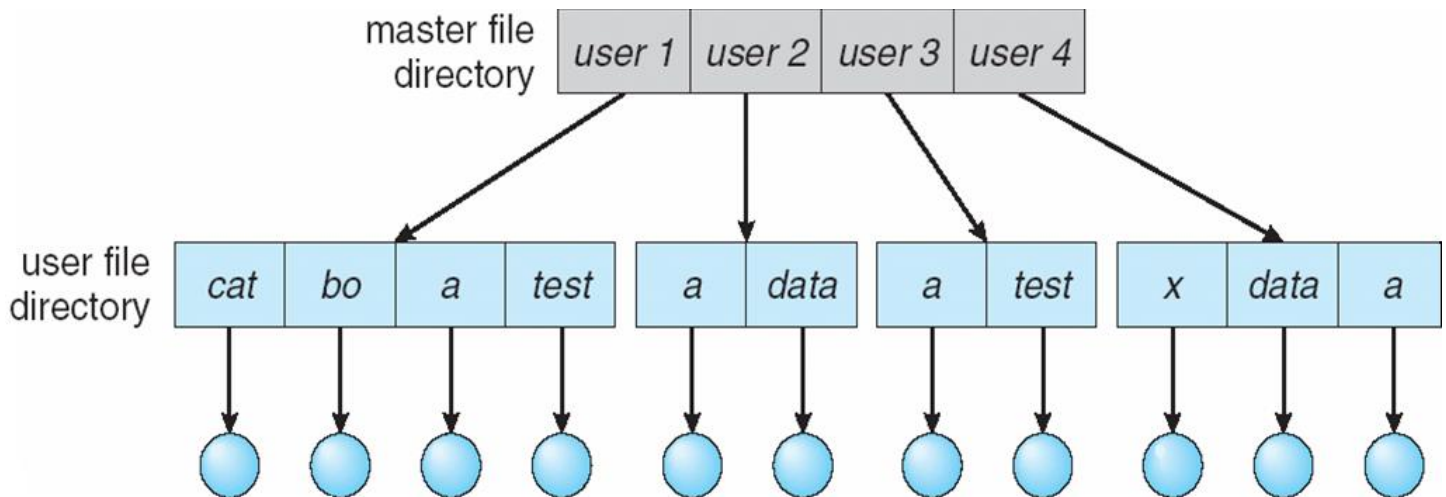 master file
directory
user 1 user 2 user 3 user 4
user file
directory
cat bo a test a data a test x data a